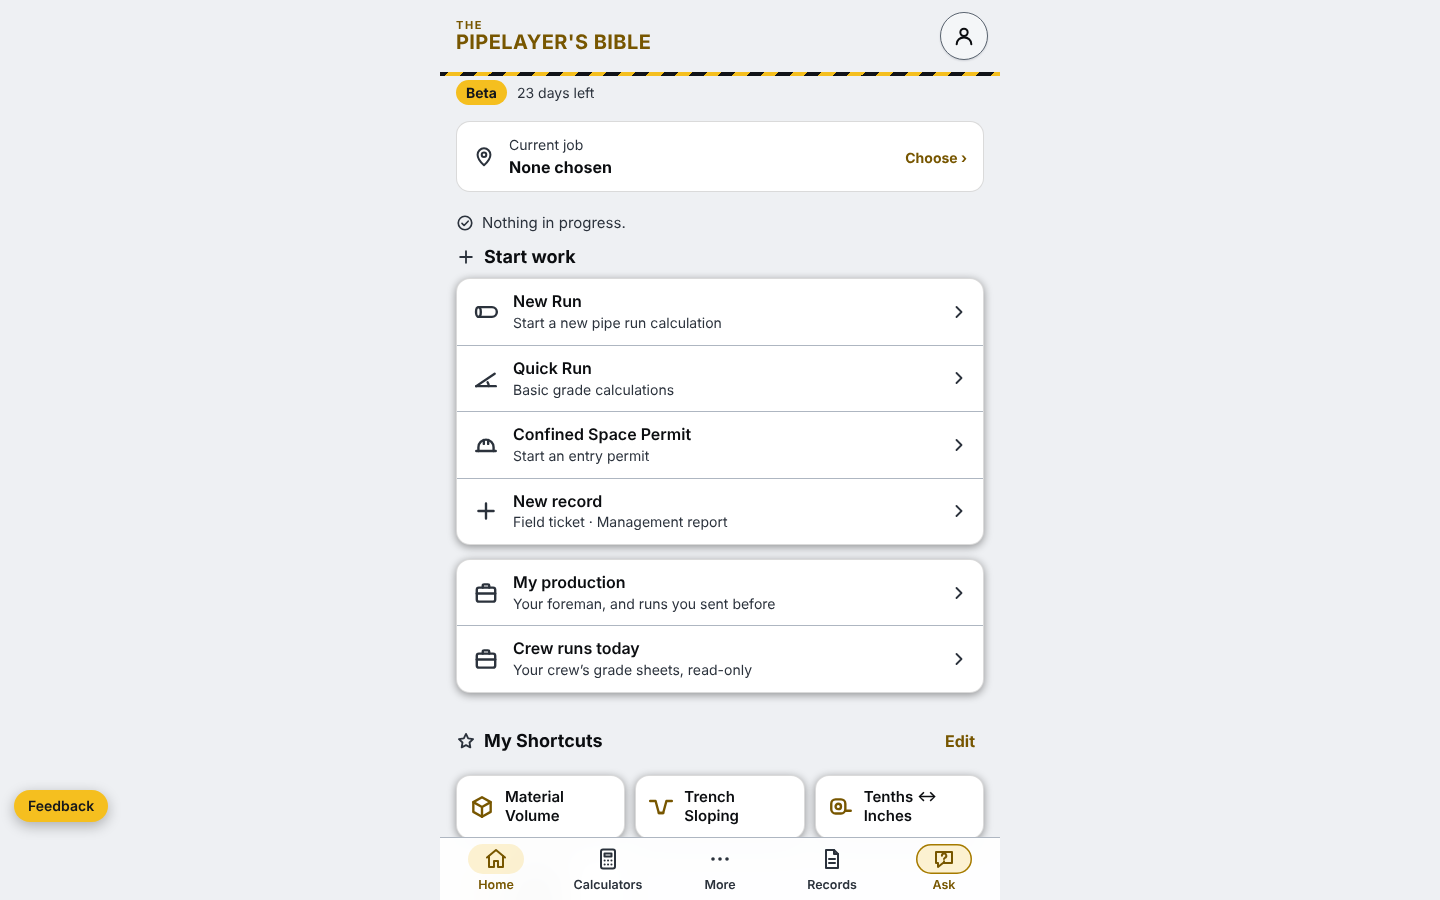 THE
PIPELAYER'S BIBLE
Beta 23 days left
Current job
None chosen
Choose ›
Nothing in progress.
Start work
New Run
Start a new pipe run calculation
Quick Run
Basic grade calculations
Confined Space Permit
Start an entry permit
New record
Field ticket · Management report
My production
Your foreman, and runs you sent before
Crew runs today
Your crew’s grade sheets, read-only
My Shortcuts
Edit
Material
Volume
Trench
Sloping
Tenths ↔
Inches
Feedback
Home
Calculators
More
Records
Ask